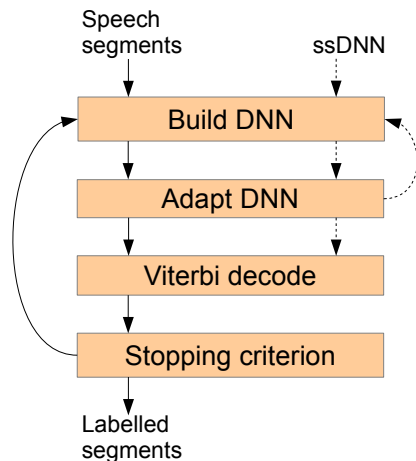 Speech
segments
ssDNN
Build DNN
Adapt DNN
Viterbi decode
Stopping criterion
Labelled
segments